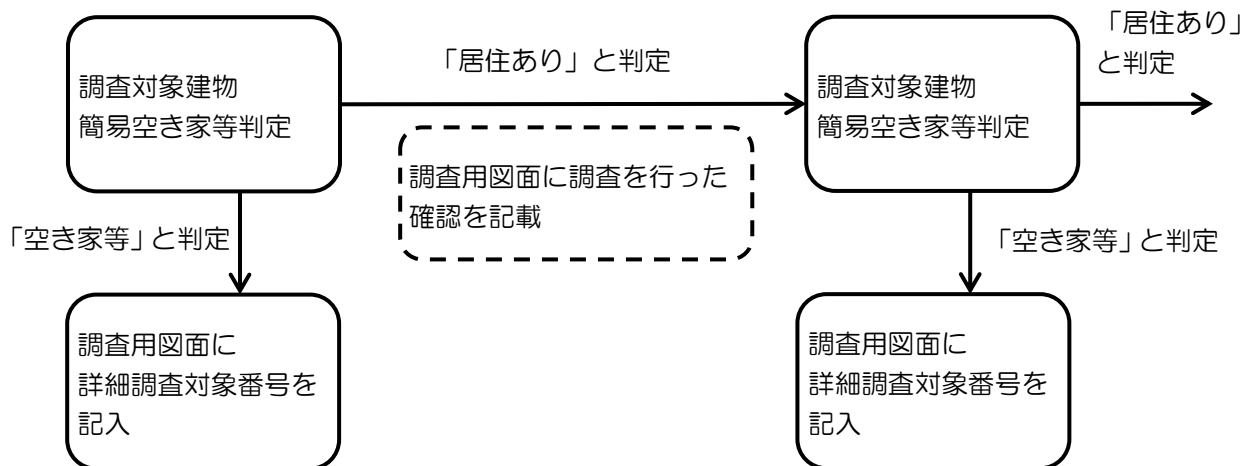 調査対象建物
簡易空き家等判定
「居住あり」と判定
調査用図面に調査を行った
確認を記載
調査対象建物
簡易空き家等判定
「居住あり」
と判定
「空き家等」と判定
「空き家等」と判定
調査用図面に
詳細調査対象番号を
記入
調査用図面に
詳細調査対象番号を
記入